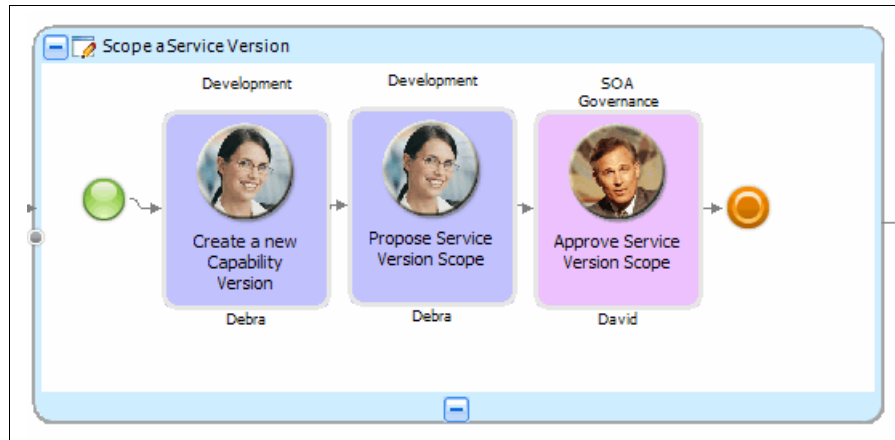 Scope a Service Version
Development
Development
SOA
Governance
Create a new
Capability
Version
Propose Service
Version Scope
Approve Service
Version Scope
Debra
Debra
David